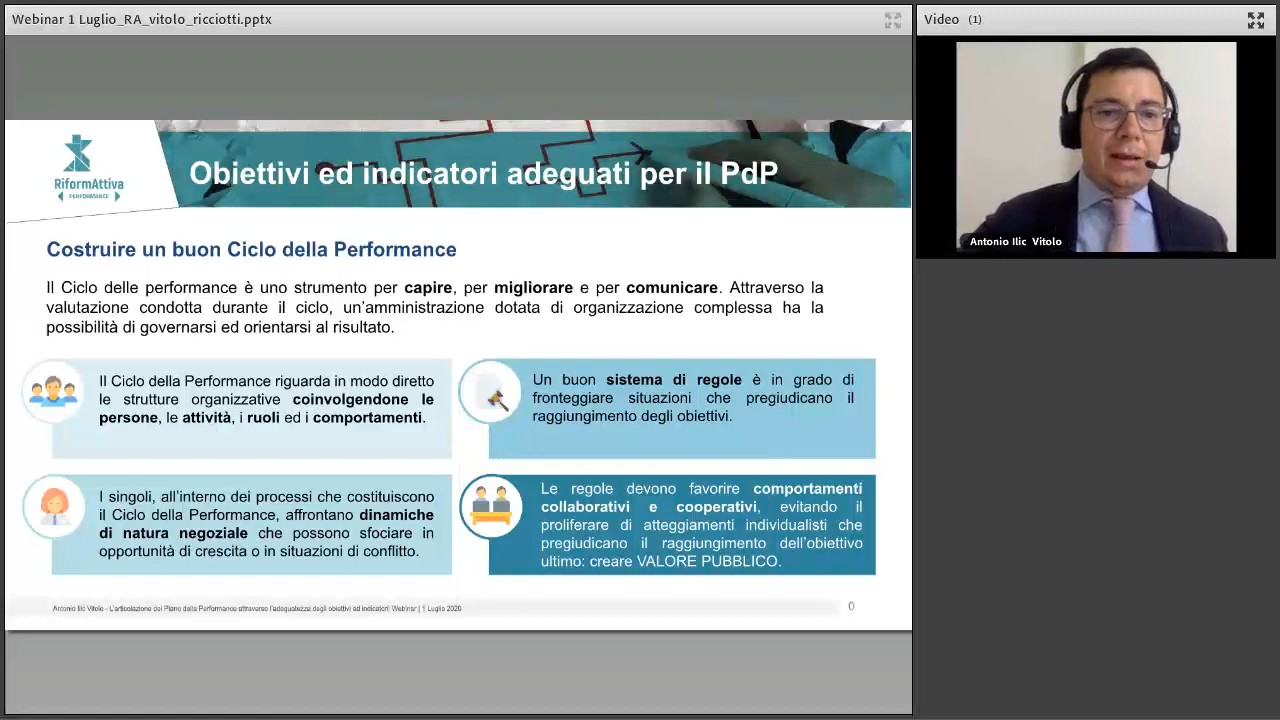 Webinar 1 Luglio_RA_vitolo_ricciotti.pptx
Video (1)
Antonio Ilic Vitolo
RiformAttiva
PERFORMANCE
Obiettivi ed indicatori adeguati per il PdP
Costruire un buon Ciclo della Performance
Il Ciclo delle performance è uno strumento per capire, per migliorare e per comunicare. Attraverso la
valutazione condotta durante il ciclo, un'amministrazione dotata di organizzazione complessa ha la
possibilità di governarsi ed orientarsi al risultato.
Il Ciclo della Performance riguarda in modo diretto
le strutture organizzative coinvolgendone le
persone, le attività, i ruoli ed i comportamenti.
Un buon sistema di regole è in grado di
fronteggiare situazioni che pregiudicano il
raggiungimento degli obiettivi.
I singoli, all'interno dei processi che costituiscono
il Ciclo della Performance, affrontano dinamiche
di natura negoziale che possono sfociare in
opportunità di crescita o in situazioni di conflitto.
Le regole devono favorire comportamenti
collaborativi e cooperativi, evitando il
proliferare di atteggiamenti individualisti che
pregiudicano il raggiungimento dell'obiettivo
ultimo: creare VALORE PUBBLICO.
Antonio Ilic Vitolo - L'articolazione del Piano della Performance attraverso l'adeguatezza degli obiettivi ed indicatori| Webinar | 1 Luglio 2020
0